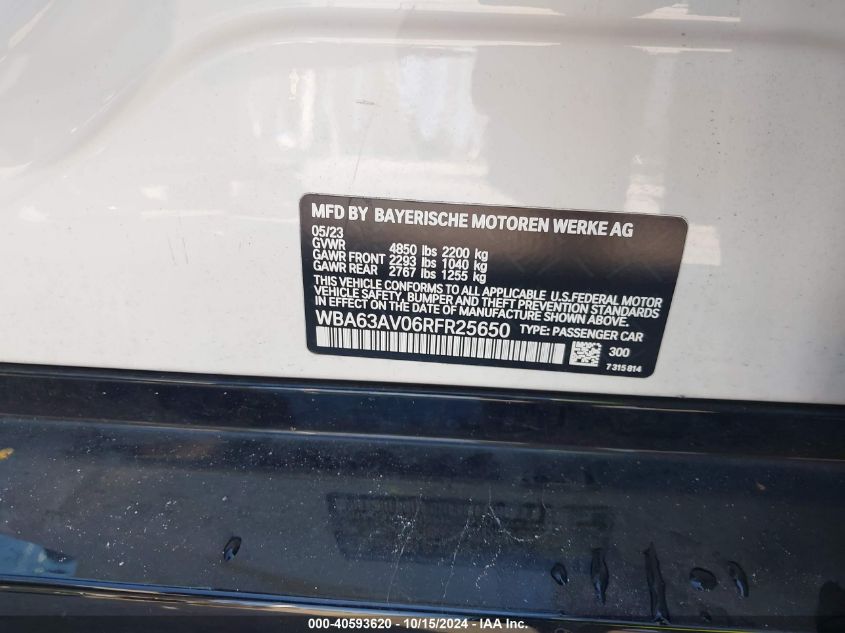 MFD BY BAYERISCHE MOTOREN WERKE AG
05/23
GVWR 4850 lbs 2200 kg
GAWR FRONT 2293 lbs 1040 kg
GAWR REAR 2767 lbs 1255 kg
THIS VEHICLE CONFORMS TO ALL APPLICABLE U.S.FEDERAL MOTOR
VEHICLE SAFETY, BUMPER AND THEFT PREVENTION STANDARDS
IN EFFECT ON THE DATE OF MANUFACTURE SHOWN ABOVE.
WBA63AV06RFR25650 TYPE: PASSENGER CAR
300
7 315 814
000-40593620 - 10/15/2024 - IAA Inc.